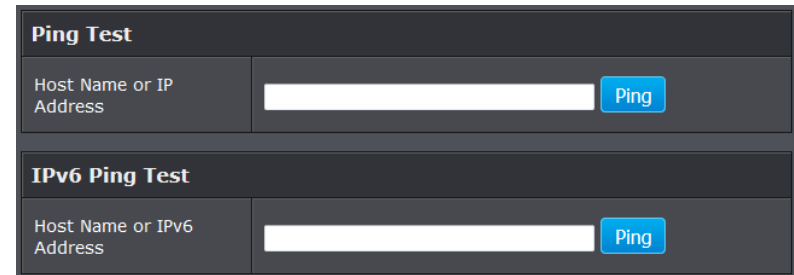 Ping Test
Host Name or IP
Address
Ping
IPv6 Ping Test
Host Name or IPv6
Address
Ping